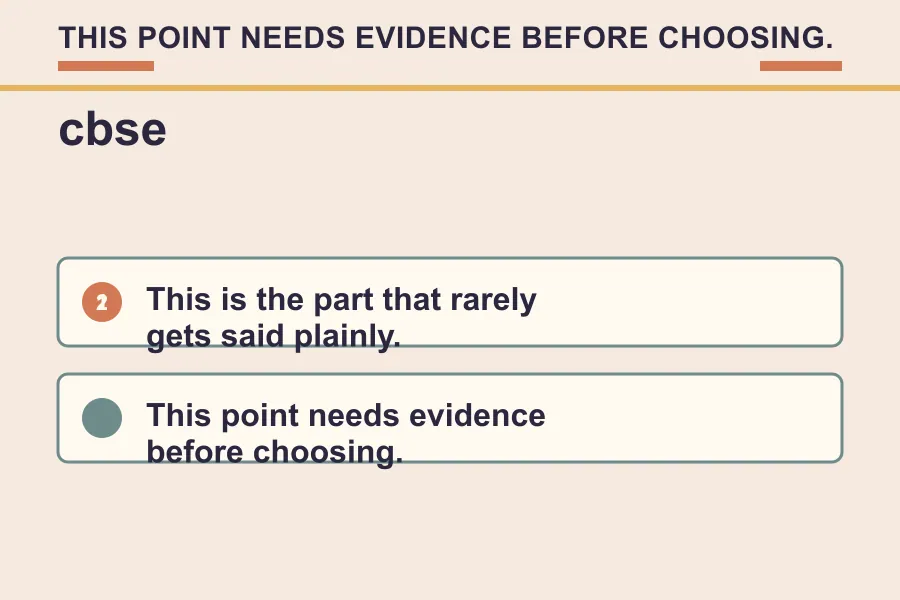 THIS POINT NEEDS EVIDENCE BEFORE CHOOSING.
cbse
2
This is the part that rarely
gets said plainly.
This point needs evidence
before choosing.